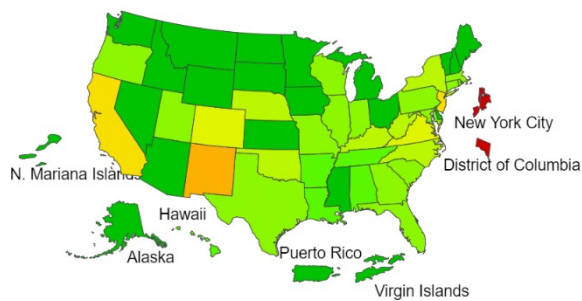 New York City
District of Columbia
N. Mariana Islands
Hawaii
Alaska
Puerto Rico
Virgin Islands